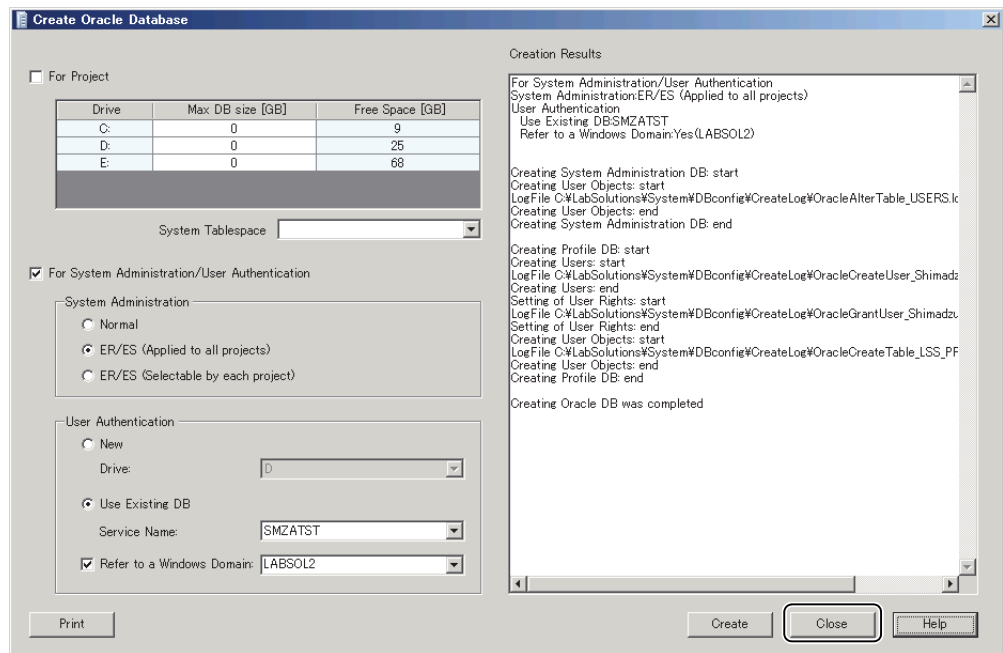 Create Oracle Database
For Project
Drive Max DB size [GB] Free Space [GB]
C: 0 9
D: 0 25
E: 0 68
System Tablespace
For System Administration/User Authentication
System Administration
Normal
ER/ES (Applied to all projects)
ER/ES (Selectable by each project)
User Authentication
New
Drive: D
Use Existing DB
Service Name: SMZATST
Refer to a Windows Domain: LABSOL2
Print
Creation Results
For System Administration/User Authentication
System Administration:ER/ES (Applied to all projects)
User Authentication
Use Existing DB:SMZATST
Refer to a Windows Domain:Yes(LABSOL2)
Creating System Administration DB: start
Creating User Objects: start
LogFile C:¥LabSolutions¥System¥DBconfig¥CreateLog¥OracleAlterTable_USERS.lc
Creating User Objects: end
Creating System Administration DB: end
Creating Profile DB: start
Creating Users: start
LogFile C:¥LabSolutions¥System¥DBconfig¥CreateLog¥OracleCreateUser_Shimadz
Creating Users: end
Setting of User Rights: start
LogFile C:¥LabSolutions¥System¥DBconfig¥CreateLog¥OracleGrantUser_Shimadzu
Setting of User Rights: end
Creating User Objects: start
LogFile C:¥LabSolutions¥System¥DBconfig¥CreateLog¥OracleCreateTable_LSS_PF
Creating User Objects: end
Creating Profile DB: end
Creating Oracle DB was completed
Create Close Help